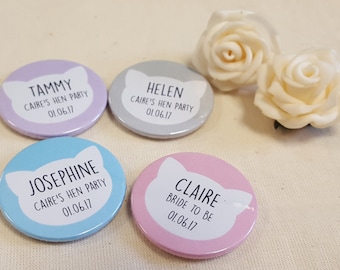 TAMMY
CAIRE'S HEN PARTY
01.06.17
HELEN
CAIRE'S HEN PARTY
01.06.17
JOSEPHINE
CAIRE'S HEN PARTY
01.06.17
CLAIRE
BRIDE TO BE
01.06.17